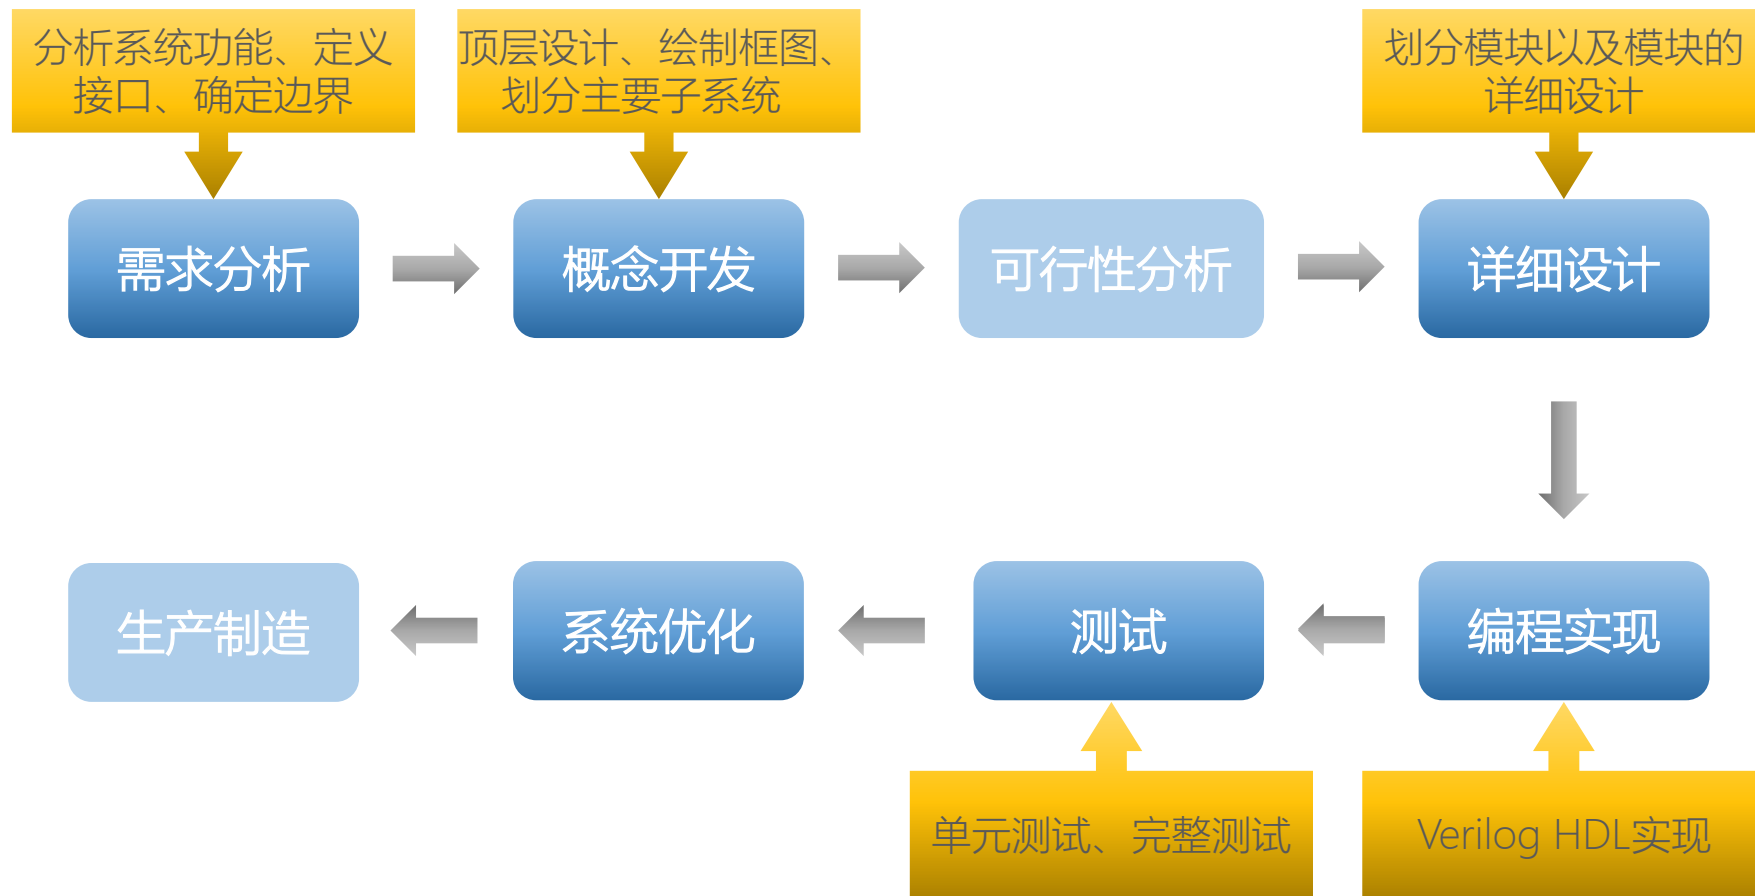 分析系统功能、定义
接口、确定边界
顶层设计、绘制框图、
划分主要子系统
划分模块以及模块的
详细设计
需求分析
概念开发
可行性分析
详细设计
生产制造
系统优化
测试
编程实现
单元测试、完整测试
Verilog HDL实现